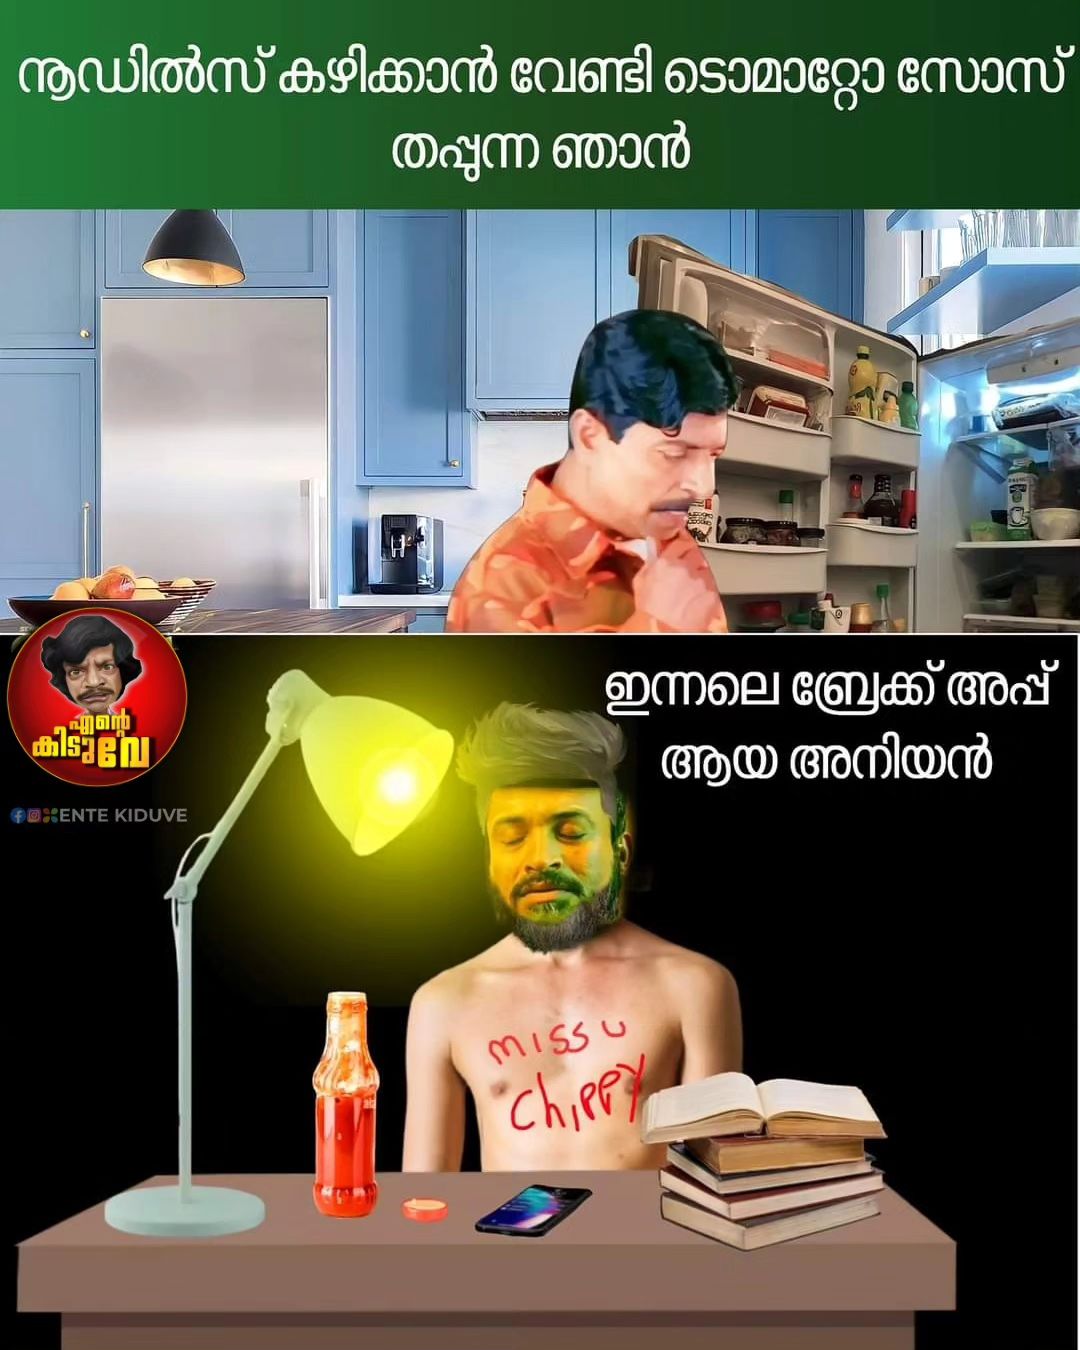 നൂഡിൽസ് കഴിക്കാൻ വേണ്ടി ടൊമാറ്റോ സോസ്
തപ്പുന്ന ഞാൻ
ഇന്നലെ ബ്രേക്ക് അപ്പ്
ആയ അനിയൻ
എന്റെ
കിടുവേ
ENTE KIDUVE
miss u
Chippy